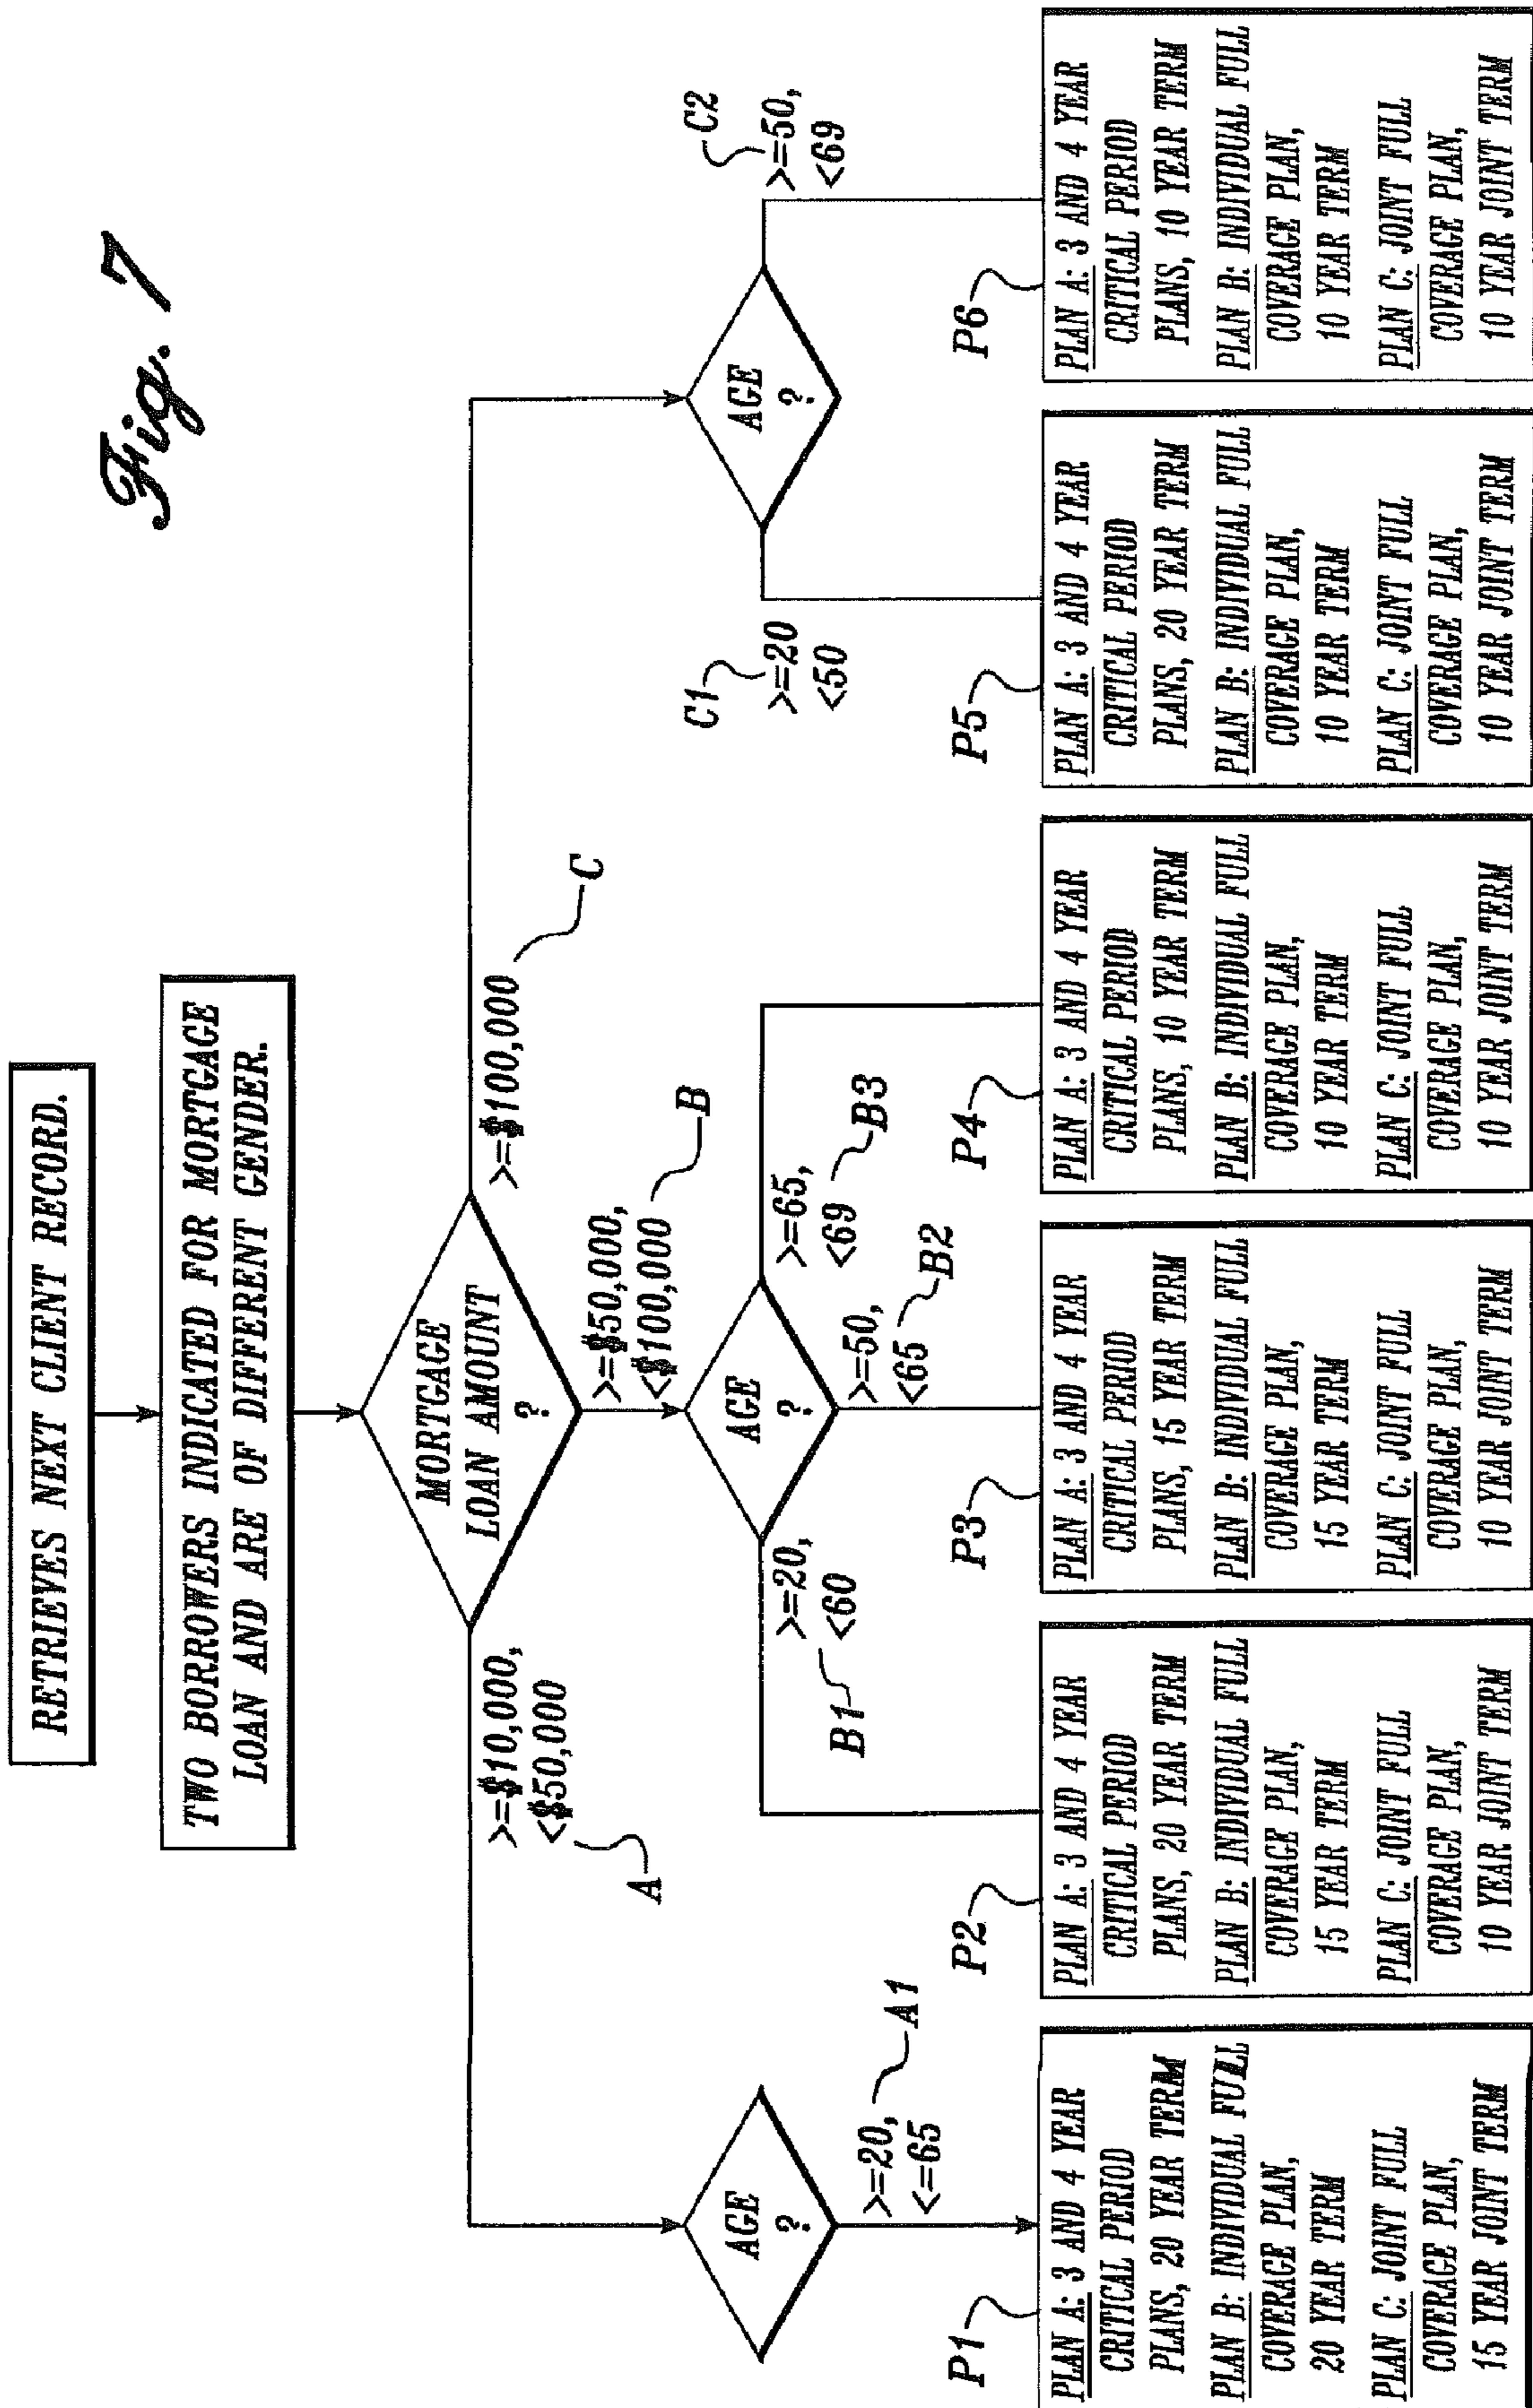 Fig. 7
RETRIEVES NEXT CLIENT RECORD.
TWO BORROWERS INDICATED FOR MORTGAGE
LOAN AND ARE OF DIFFERENT GENDER.
MORTGAGE
LOAN AMOUNT
?
>=$10,000,
<$50,000
A
>=$50,000,
<$100,000
B
>=$100,000
C
AGE
?
>=20,
<=65
A1
AGE
?
>=20,
<60
B1
>=50,
<65
B2
>=65,
<69
B3
AGE
?
C1
>=20
<50
C2
>=50,
<69
P1
PLAN A: 3 AND 4 YEAR
CRITICAL PERIOD
PLANS, 20 YEAR TERM
PLAN B: INDIVIDUAL FULL
COVERAGE PLAN,
20 YEAR TERM
PLAN C: JOINT FULL
COVERAGE PLAN,
15 YEAR JOINT TERM
P2
PLAN A: 3 AND 4 YEAR
CRITICAL PERIOD
PLANS, 20 YEAR TERM
PLAN B: INDIVIDUAL FULL
COVERAGE PLAN,
15 YEAR TERM
PLAN C: JOINT FULL
COVERAGE PLAN,
10 YEAR JOINT TERM
P3
PLAN A: 3 AND 4 YEAR
CRITICAL PERIOD
PLANS, 15 YEAR TERM
PLAN B: INDIVIDUAL FULL
COVERAGE PLAN,
15 YEAR TERM
PLAN C: JOINT FULL
COVERAGE PLAN,
10 YEAR JOINT TERM
P4
PLAN A: 3 AND 4 YEAR
CRITICAL PERIOD
PLANS, 10 YEAR TERM
PLAN B: INDIVIDUAL FULL
COVERAGE PLAN,
10 YEAR TERM
PLAN C: JOINT FULL
COVERAGE PLAN,
10 YEAR JOINT TERM
P5
PLAN A: 3 AND 4 YEAR
CRITICAL PERIOD
PLANS, 20 YEAR TERM
PLAN B: INDIVIDUAL FULL
COVERAGE PLAN,
10 YEAR TERM
PLAN C: JOINT FULL
COVERAGE PLAN,
10 YEAR JOINT TERM
P6
PLAN A: 3 AND 4 YEAR
CRITICAL PERIOD
PLANS, 10 YEAR TERM
PLAN B: INDIVIDUAL FULL
COVERAGE PLAN,
10 YEAR TERM
PLAN C: JOINT FULL
COVERAGE PLAN,
10 YEAR JOINT TERM